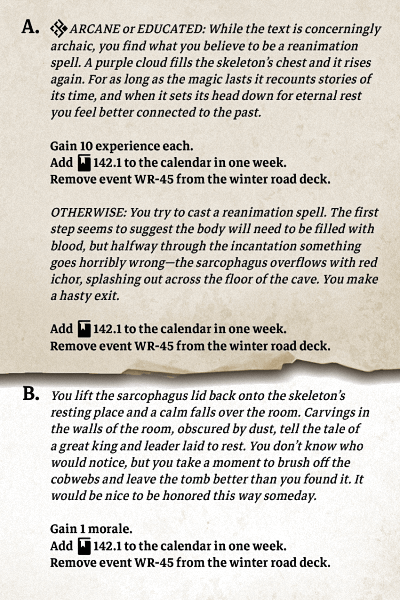 A. ARCANE or EDUCATED: While the text is concerningly
archaic, you find what you believe to be a reanimation
spell. A purple cloud fills the skeleton's chest and it rises
again. For as long as the magic lasts it recounts stories of
its time, and when it sets its head down for eternal rest
you feel better connected to the past.
Gain 10 experience each.
Add 142.1 to the calendar in one week.
Remove event WR-45 from the winter road deck.
OTHERWISE: You try to cast a reanimation spell. The first
step seems to suggest the body will need to be filled with
blood, but halfway through the incantation something
goes horribly wrong—the sarcophagus overflows with red
ichor, splashing out across the floor of the cave. You make
a hasty exit.
Add 142.1 to the calendar in one week.
Remove event WR-45 from the winter road deck.
B. You lift the sarcophagus lid back onto the skeleton's
resting place and a calm falls over the room. Carvings in
the walls of the room, obscured by dust, tell the tale of
a great king and leader laid to rest. You don't know who
would notice, but you take a moment to brush off the
cobwebs and leave the tomb better than you found it. It
would be nice to be honored this way someday.
Gain 1 morale.
Add 142.1 to the calendar in one week.
Remove event WR-45 from the winter road deck.